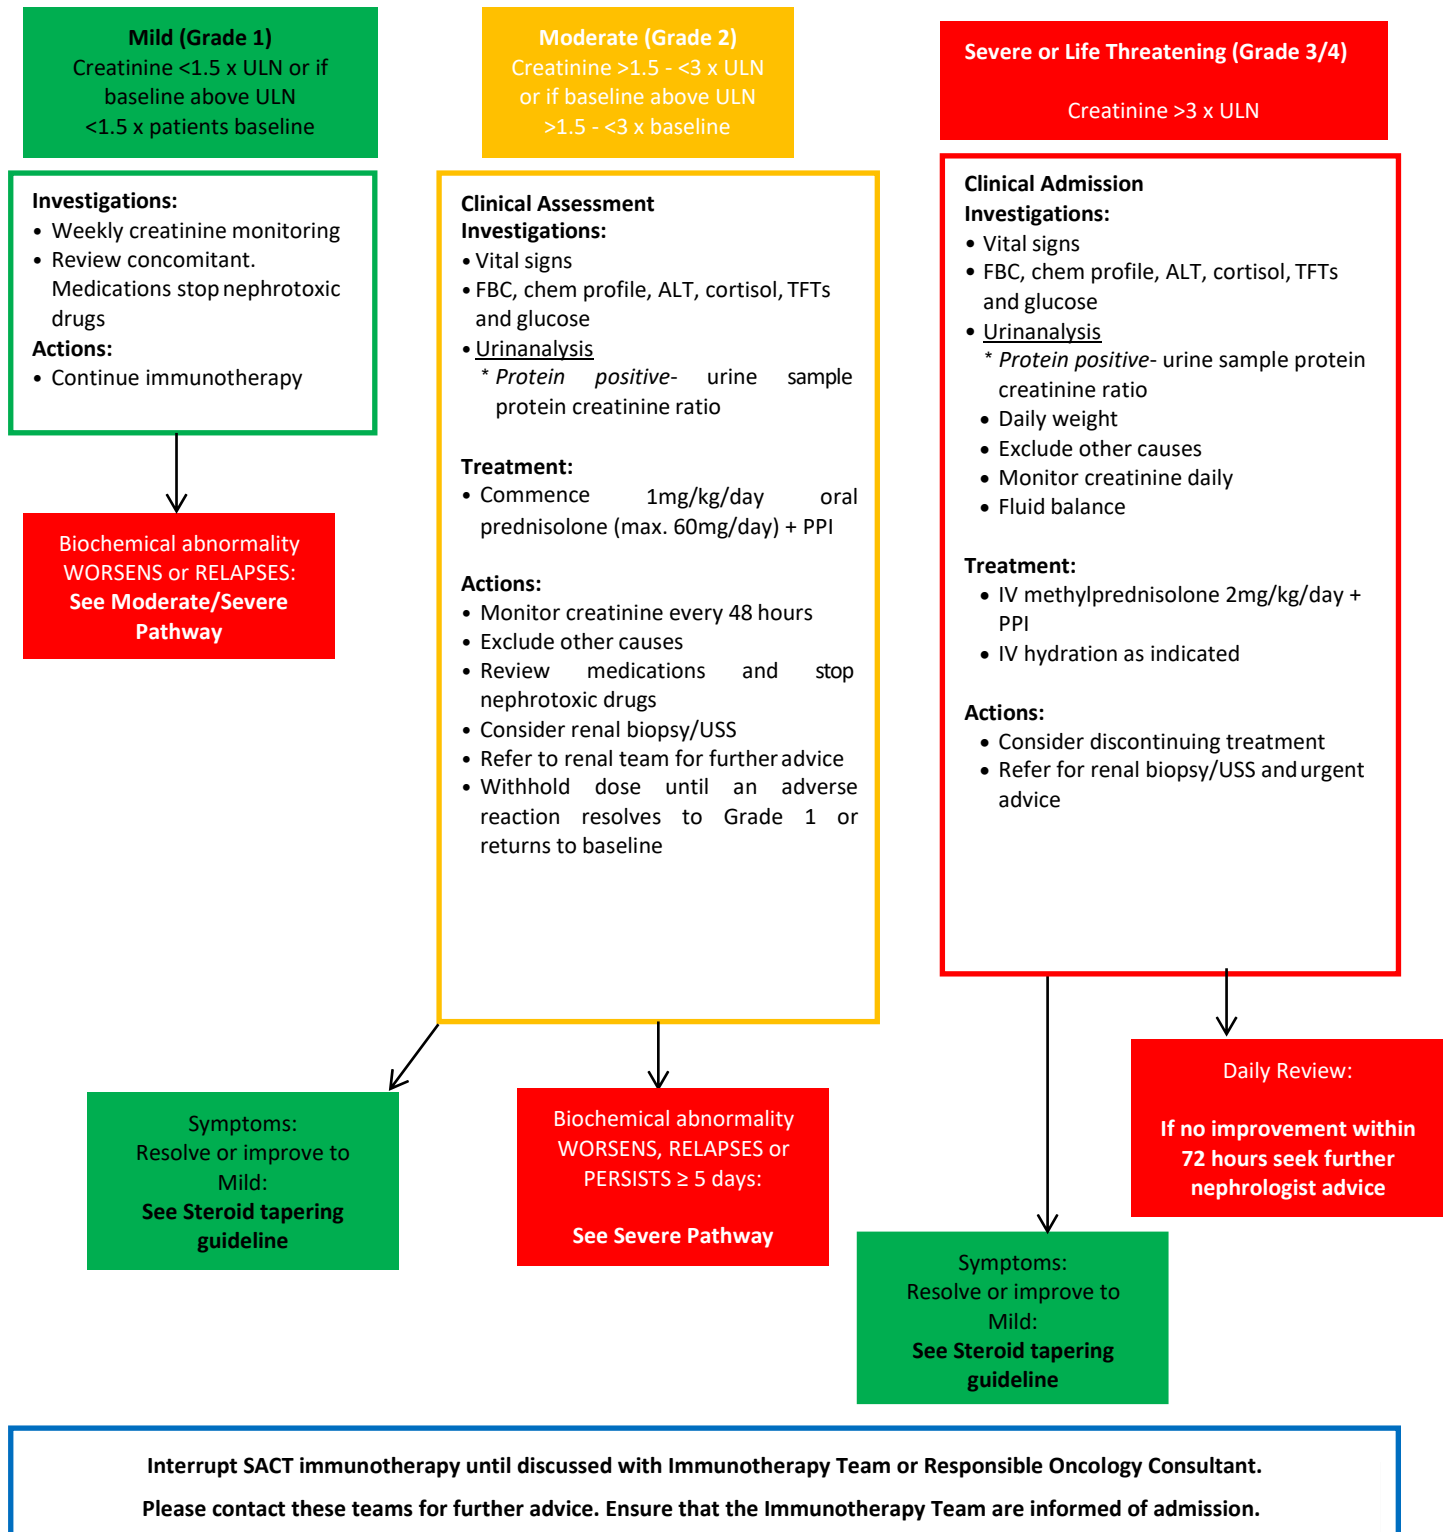 Mild (Grade 1)
Creatinine <1.5 x ULN or if
baseline above ULN
<1.5 x patients baseline
Investigations:
• Weekly creatinine monitoring
• Review concomitant.
Medications stop nephrotoxic
drugs
Actions:
• Continue immunotherapy
Biochemical abnormality
WORSENS or RELAPSES:
See Moderate/Severe
Pathway
Moderate (Grade 2)
Creatinine >1.5 - <3 x ULN
or if baseline above ULN
>1.5 - <3 x baseline
Clinical Assessment
Investigations:
• Vital signs
• FBC, chem profile, ALT, cortisol, TFTs
and glucose
• Urinanalysis
* Protein positive- urine sample
protein creatinine ratio
Treatment:
• Commence 1mg/kg/day oral
prednisolone (max. 60mg/day) + PPI
Actions:
• Monitor creatinine every 48 hours
• Exclude other causes
• Review medications and stop
nephrotoxic drugs
• Consider renal biopsy/USS
• Refer to renal team for further advice
• Withhold dose until an adverse
reaction resolves to Grade 1 or
returns to baseline
Symptoms:
Resolve or improve to
Mild:
See Steroid tapering
guideline
Biochemical abnormality
WORSENS, RELAPSES or
PERSISTS ≥ 5 days:
See Severe Pathway
Severe or Life Threatening (Grade 3/4)
Creatinine >3 x ULN
Clinical Admission
Investigations:
• Vital signs
• FBC, chem profile, ALT, cortisol, TFTs
and glucose
• Urinanalysis
* Protein positive- urine sample protein
creatinine ratio
• Daily weight
• Exclude other causes
• Monitor creatinine daily
• Fluid balance
Treatment:
• IV methylprednisolone 2mg/kg/day +
PPI
• IV hydration as indicated
Actions:
• Consider discontinuing treatment
• Refer for renal biopsy/USS and urgent
advice
Daily Review:
If no improvement within
72 hours seek further
nephrologist advice
Symptoms:
Resolve or improve to
Mild:
See Steroid tapering
guideline
Interrupt SACT immunotherapy until discussed with Immunotherapy Team or Responsible Oncology Consultant.
Please contact these teams for further advice. Ensure that the Immunotherapy Team are informed of admission.